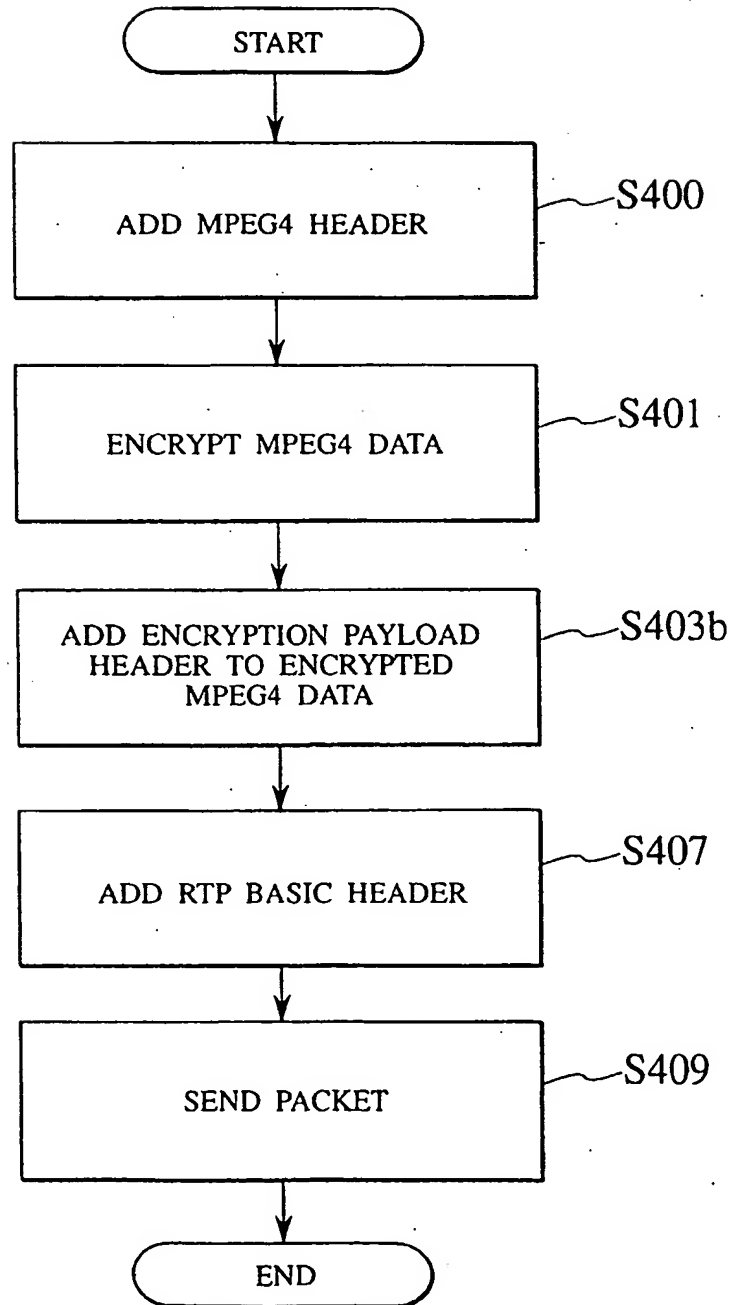 START
ADD MPEG4 HEADER
S400
ENCRYPT MPEG4 DATA
S401
ADD ENCRYPTION PAYLOAD
HEADER TO ENCRYPTED
MPEG4 DATA
S403b
ADD RTP BASIC HEADER
S407
SEND PACKET
S409
END